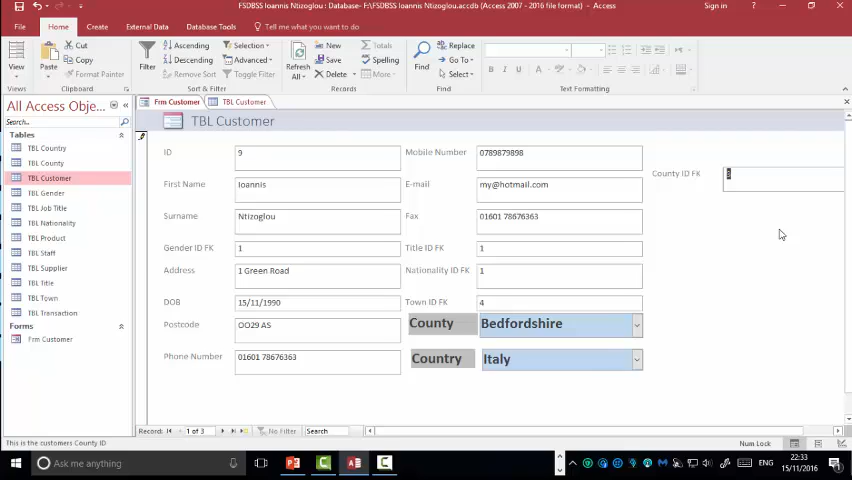 FSDBSS Ioannis Ntizoglou : Database- F:\FSDBSS Ioannis Ntizoglou.accdb (Access 2007 - 2016 file format) - Access
Sign in
File Home Create External Data Database Tools Tell me what you want to do
View
Views
Paste
Cut
Copy
Format Painter
Clipboard
Filter
Ascending
Descending
Remove Sort
Selection
Advanced
Toggle Filter
Sort & Filter
Refresh
All
New
Save
Delete
Totals
Spelling
More
Records
Find
Replace
Go To
Select
Find
B I U A
Text Formatting
All Access Obje...
Search...
Tables
TBL Country
TBL County
TBL Customer
TBL Gender
TBL Job Title
TBL Nationality
TBL Product
TBL Staff
TBL Supplier
TBL Title
TBL Town
TBL Transaction
Forms
Frm Customer
Frm Customer TBL Customer
TBL Customer
ID 9 Mobile Number 0789879898
County ID FK
First Name Ioannis E-mail my@hotmail.com
Surname Ntizoglou Fax 01601 78676363
Gender ID FK 1 Title ID FK 1
Address 1 Green Road Nationality ID FK 1
DOB 15/11/1990 Town ID FK 4
Postcode OO29 AS County Bedfordshire
Phone Number 01601 78676363 Country Italy
Record: 1 of 3 No Filter Search
This is the customers County ID
Num Lock
Ask me anything
ENG
22:33
15/11/2016